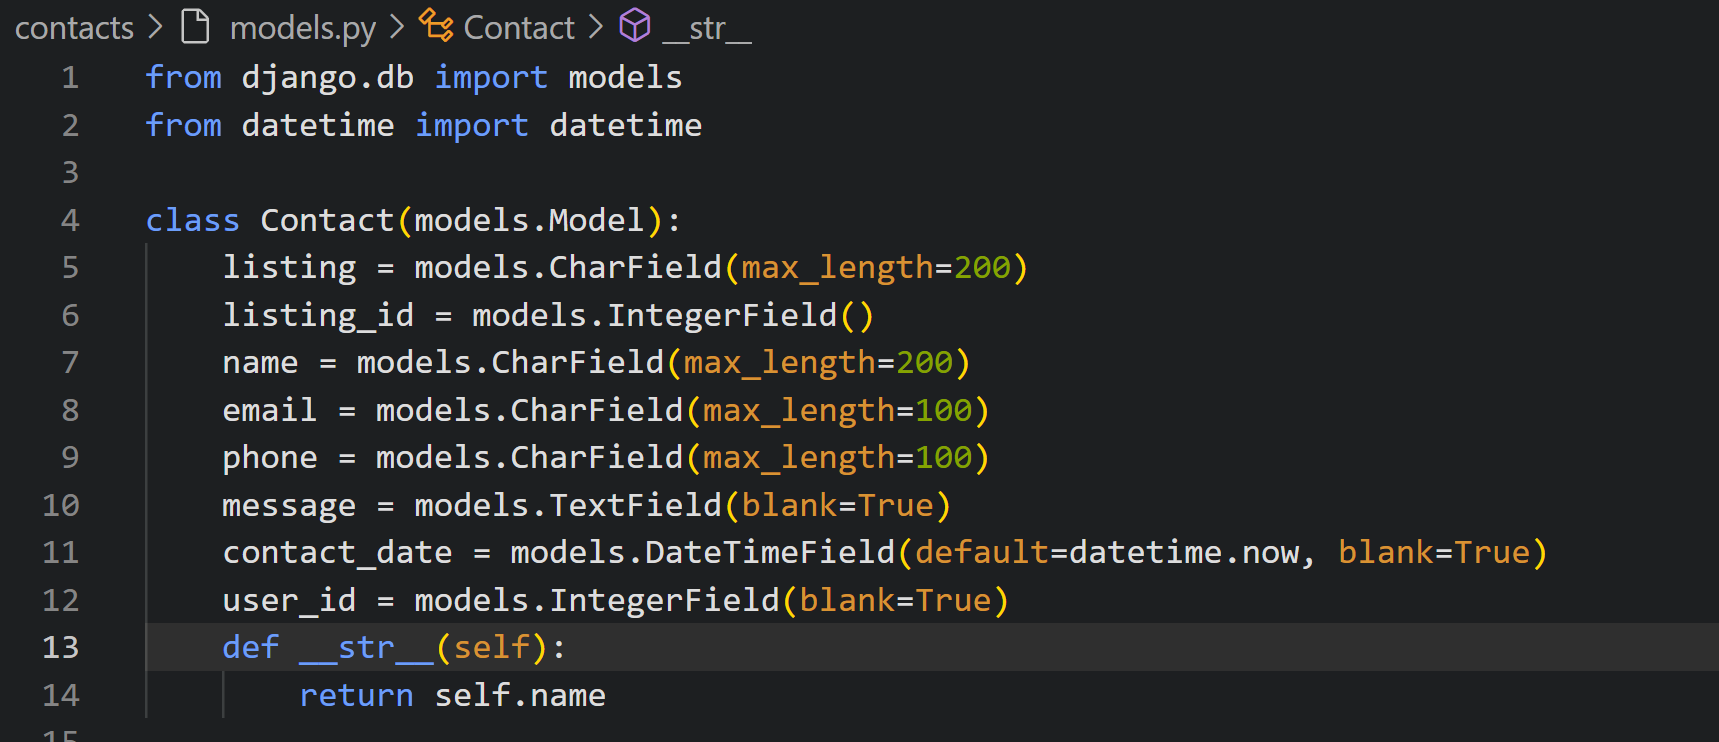 contacts > models.py > Contact > __str__
1 from django.db import models
2 from datetime import datetime
3
4 class Contact(models.Model):
5     listing = models.CharField(max_length=200)
6     listing_id = models.IntegerField()
7     name = models.CharField(max_length=200)
8     email = models.CharField(max_length=100)
9     phone = models.CharField(max_length=100)
10     message = models.TextField(blank=True)
11     contact_date = models.DateTimeField(default=datetime.now, blank=True)
12     user_id = models.IntegerField(blank=True)
13     def __str__(self):
14         return self.name
15